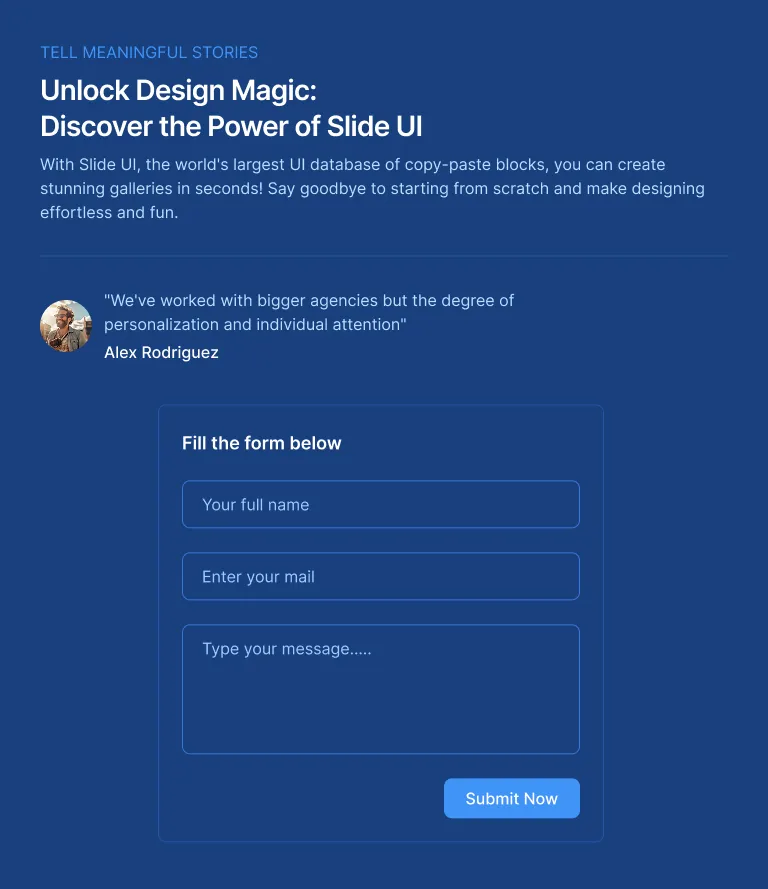 TELL MEANINGFUL STORIES
Unlock Design Magic:
Discover the Power of Slide UI
With Slide UI, the world's largest UI database of copy-paste blocks, you can create
stunning galleries in seconds! Say goodbye to starting from scratch and make designing
effortless and fun.
"We've worked with bigger agencies but the degree of
personalization and individual attention"
Alex Rodriguez
Fill the form below
Your full name
Enter your mail
Type your message.....
Submit Now